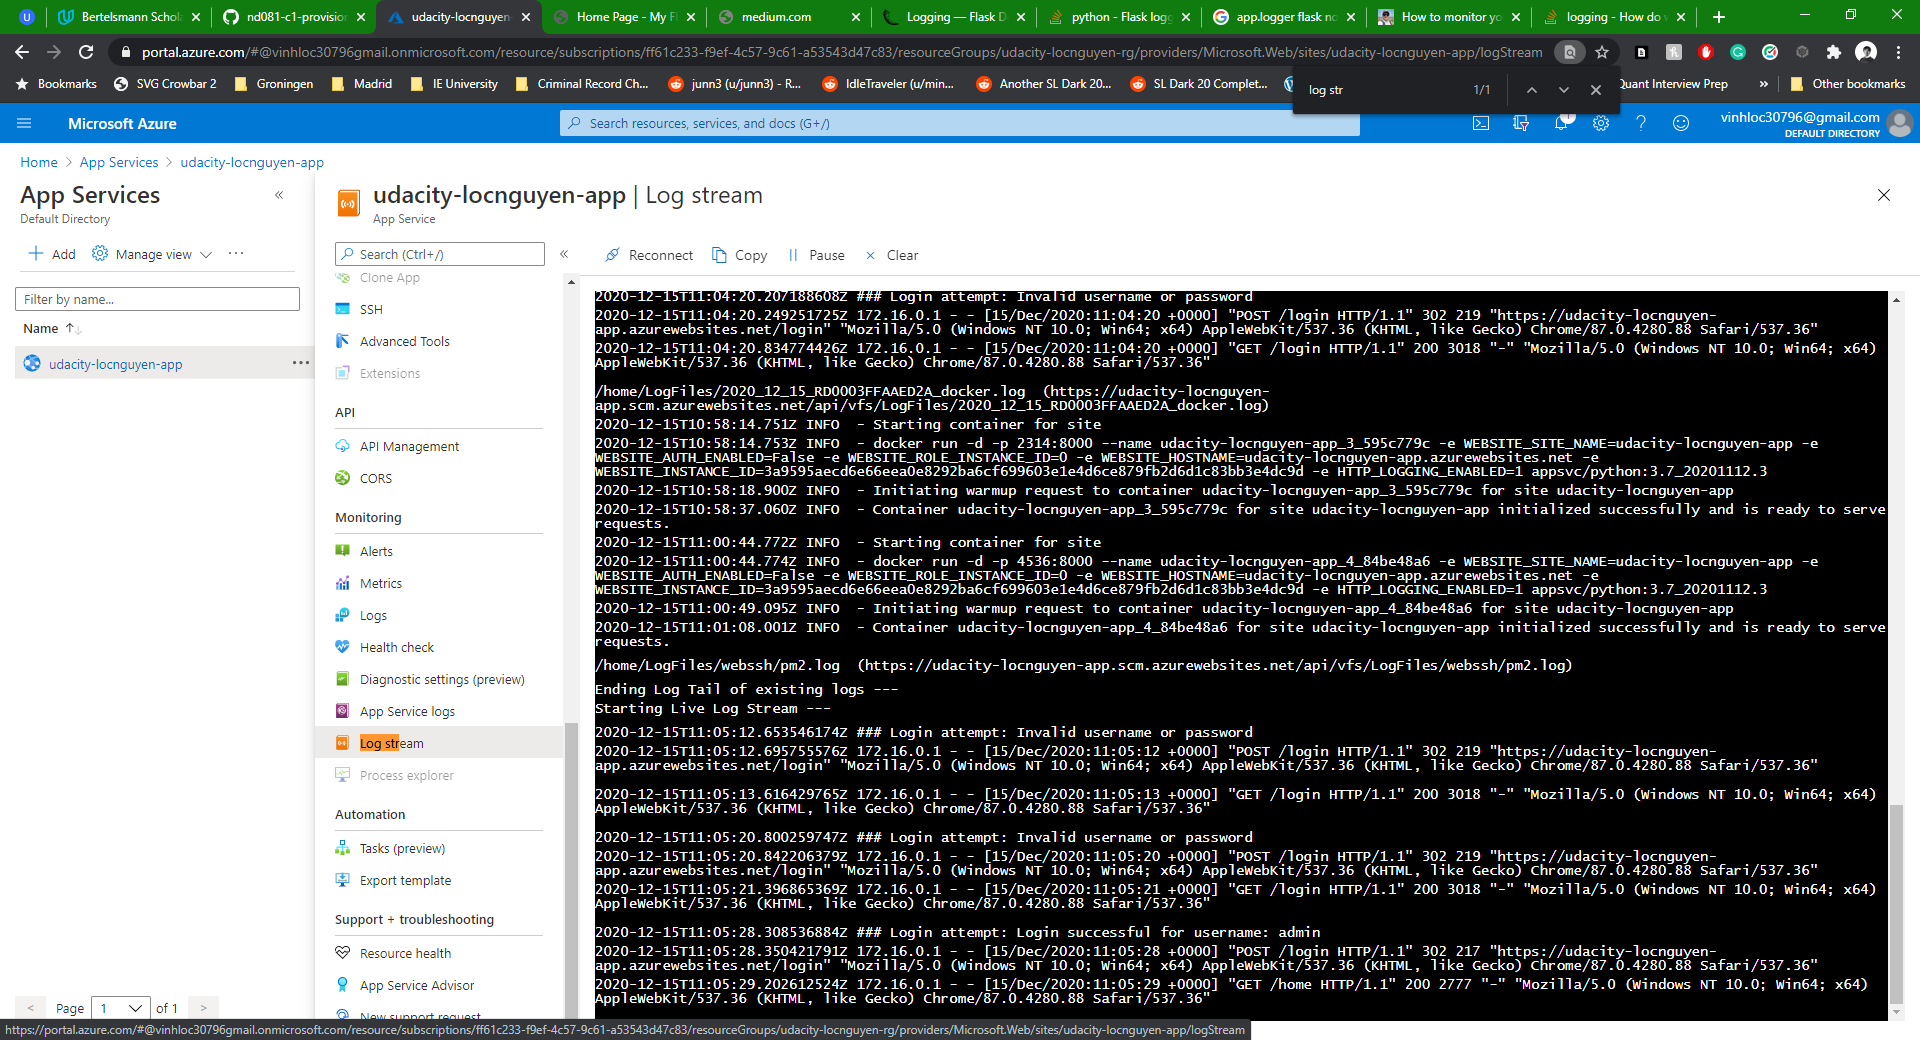 Bertelsmann Schol
nd081-c1-provision
udacity-locnguyen-
Home Page - My F
medium.com
Logging — Flask D
python - Flask logg
app.logger flask no
How to monitor yo
logging - How do w
portal.azure.com/#@vinhloc30796gmail.onmicrosoft.com/resource/subscriptions/ff61c233-f9ef-4c57-9c61-a53543d47c83/resourceGroups/udacity-locnguyen-rg/providers/Microsoft.Web/sites/udacity-locnguyen-app/logStream
Bookmarks
SVG Crowbar 2
Groningen
Madrid
IE University
Criminal Record Ch...
junn3 (u/junn3) - R...
IdleTraveler (u/min...
Another SL Dark 20...
SL Dark 20 Complet...
Quant Interview Prep
»
Other bookmarks
log str
1/1
Microsoft Azure
Search resources, services, and docs (G+/)
vinhloc30796@gmail.com
DEFAULT DIRECTORY
Home > App Services > udacity-locnguyen-app
App Services
Default Directory
Add
Manage view
Filter by name...
Name
udacity-locnguyen-app
< Page 1 of 1 >
udacity-locnguyen-app | Log stream
App Service
Search (Ctrl+/)
Clone App
SSH
Advanced Tools
Extensions
API
API Management
CORS
Monitoring
Alerts
Metrics
Logs
Health check
Diagnostic settings (preview)
App Service logs
Log stream
Process explorer
Automation
Tasks (preview)
Export template
Support + troubleshooting
Resource health
App Service Advisor
New support request
Reconnect
Copy
Pause
Clear
2020-12-15T11:04:20.207188608Z ### Login attempt: Invalid username or password
2020-12-15T11:04:20.249251725Z 172.16.0.1 - - [15/Dec/2020:11:04:20 +0000] "POST /login HTTP/1.1" 302 219 "https://udacity-locnguyen-
app.azurewebsites.net/login" "Mozilla/5.0 (Windows NT 10.0; Win64; x64) AppleWebKit/537.36 (KHTML, like Gecko) Chrome/87.0.4280.88 Safari/537.36"
2020-12-15T11:04:20.834774426Z 172.16.0.1 - - [15/Dec/2020:11:04:20 +0000] "GET /login HTTP/1.1" 200 3018 "-" "Mozilla/5.0 (Windows NT 10.0; Win64; x64)
AppleWebKit/537.36 (KHTML, like Gecko) Chrome/87.0.4280.88 Safari/537.36"
/home/LogFiles/2020_12_15_RD0003FFAAED2A_docker.log  (https://udacity-locnguyen-
app.scm.azurewebsites.net/api/vfs/LogFiles/2020_12_15_RD0003FFAAED2A_docker.log)
2020-12-15T10:58:14.751Z INFO  - Starting container for site
2020-12-15T10:58:14.753Z INFO  - docker run -d -p 2314:8000 --name udacity-locnguyen-app_3_595c779c -e WEBSITE_SITE_NAME=udacity-locnguyen-app -e
WEBSITE_AUTH_ENABLED=False -e WEBSITE_ROLE_INSTANCE_ID=0 -e WEBSITE_HOSTNAME=udacity-locnguyen-app.azurewebsites.net -e
WEBSITE_INSTANCE_ID=3a9595aecd6e66eea0e8292ba6cf699603e1e4d6ce879fb2d6d1c83bb3e4dc9d -e HTTP_LOGGING_ENABLED=1 appsvc/python:3.7_20201112.3
2020-12-15T10:58:18.900Z INFO  - Initiating warmup request to container udacity-locnguyen-app_3_595c779c for site udacity-locnguyen-app
2020-12-15T10:58:37.060Z INFO  - Container udacity-locnguyen-app_3_595c779c for site udacity-locnguyen-app initialized successfully and is ready to serve
requests.
2020-12-15T11:00:44.772Z INFO  - Starting container for site
2020-12-15T11:00:44.774Z INFO  - docker run -d -p 4536:8000 --name udacity-locnguyen-app_4_84be48a6 -e WEBSITE_SITE_NAME=udacity-locnguyen-app -e
WEBSITE_AUTH_ENABLED=False -e WEBSITE_ROLE_INSTANCE_ID=0 -e WEBSITE_HOSTNAME=udacity-locnguyen-app.azurewebsites.net -e
WEBSITE_INSTANCE_ID=3a9595aecd6e66eea0e8292ba6cf699603e1e4d6ce879fb2d6d1c83bb3e4dc9d -e HTTP_LOGGING_ENABLED=1 appsvc/python:3.7_20201112.3
2020-12-15T11:00:49.095Z INFO  - Initiating warmup request to container udacity-locnguyen-app_4_84be48a6 for site udacity-locnguyen-app
2020-12-15T11:01:08.001Z INFO  - Container udacity-locnguyen-app_4_84be48a6 for site udacity-locnguyen-app initialized successfully and is ready to serve
requests.
/home/LogFiles/webssh/pm2.log  (https://udacity-locnguyen-app.scm.azurewebsites.net/api/vfs/LogFiles/webssh/pm2.log)
Ending Log Tail of existing logs ---
Starting Live Log Stream ---
2020-12-15T11:05:12.653546174Z ### Login attempt: Invalid username or password
2020-12-15T11:05:12.695755576Z 172.16.0.1 - - [15/Dec/2020:11:05:12 +0000] "POST /login HTTP/1.1" 302 219 "https://udacity-locnguyen-
app.azurewebsites.net/login" "Mozilla/5.0 (Windows NT 10.0; Win64; x64) AppleWebKit/537.36 (KHTML, like Gecko) Chrome/87.0.4280.88 Safari/537.36"
2020-12-15T11:05:13.616429765Z 172.16.0.1 - - [15/Dec/2020:11:05:13 +0000] "GET /login HTTP/1.1" 200 3018 "-" "Mozilla/5.0 (Windows NT 10.0; Win64; x64)
AppleWebKit/537.36 (KHTML, like Gecko) Chrome/87.0.4280.88 Safari/537.36"
2020-12-15T11:05:20.800259747Z ### Login attempt: Invalid username or password
2020-12-15T11:05:20.842206379Z 172.16.0.1 - - [15/Dec/2020:11:05:20 +0000] "POST /login HTTP/1.1" 302 219 "https://udacity-locnguyen-
app.azurewebsites.net/login" "Mozilla/5.0 (Windows NT 10.0; Win64; x64) AppleWebKit/537.36 (KHTML, like Gecko) Chrome/87.0.4280.88 Safari/537.36"
2020-12-15T11:05:21.396865369Z 172.16.0.1 - - [15/Dec/2020:11:05:21 +0000] "GET /login HTTP/1.1" 200 3018 "-" "Mozilla/5.0 (Windows NT 10.0; Win64; x64)
AppleWebKit/537.36 (KHTML, like Gecko) Chrome/87.0.4280.88 Safari/537.36"
2020-12-15T11:05:28.308536884Z ### Login attempt: Login successful for username: admin
2020-12-15T11:05:28.350421791Z 172.16.0.1 - - [15/Dec/2020:11:05:28 +0000] "POST /login HTTP/1.1" 302 217 "https://udacity-locnguyen-
app.azurewebsites.net/login" "Mozilla/5.0 (Windows NT 10.0; Win64; x64) AppleWebKit/537.36 (KHTML, like Gecko) Chrome/87.0.4280.88 Safari/537.36"
2020-12-15T11:05:29.202612524Z 172.16.0.1 - - [15/Dec/2020:11:05:29 +0000] "GET /home HTTP/1.1" 200 2777 "-" "Mozilla/5.0 (Windows NT 10.0; Win64; x64)
AppleWebKit/537.36 (KHTML, like Gecko) Chrome/87.0.4280.88 Safari/537.36"
https://portal.azure.com/#@vinhloc30796gmail.onmicrosoft.com/resource/subscriptions/ff61c233-f9ef-4c57-9c61-a53543d47c83/resourceGroups/udacity-locnguyen-rg/providers/Microsoft.Web/sites/udacity-locnguyen-app/logStream